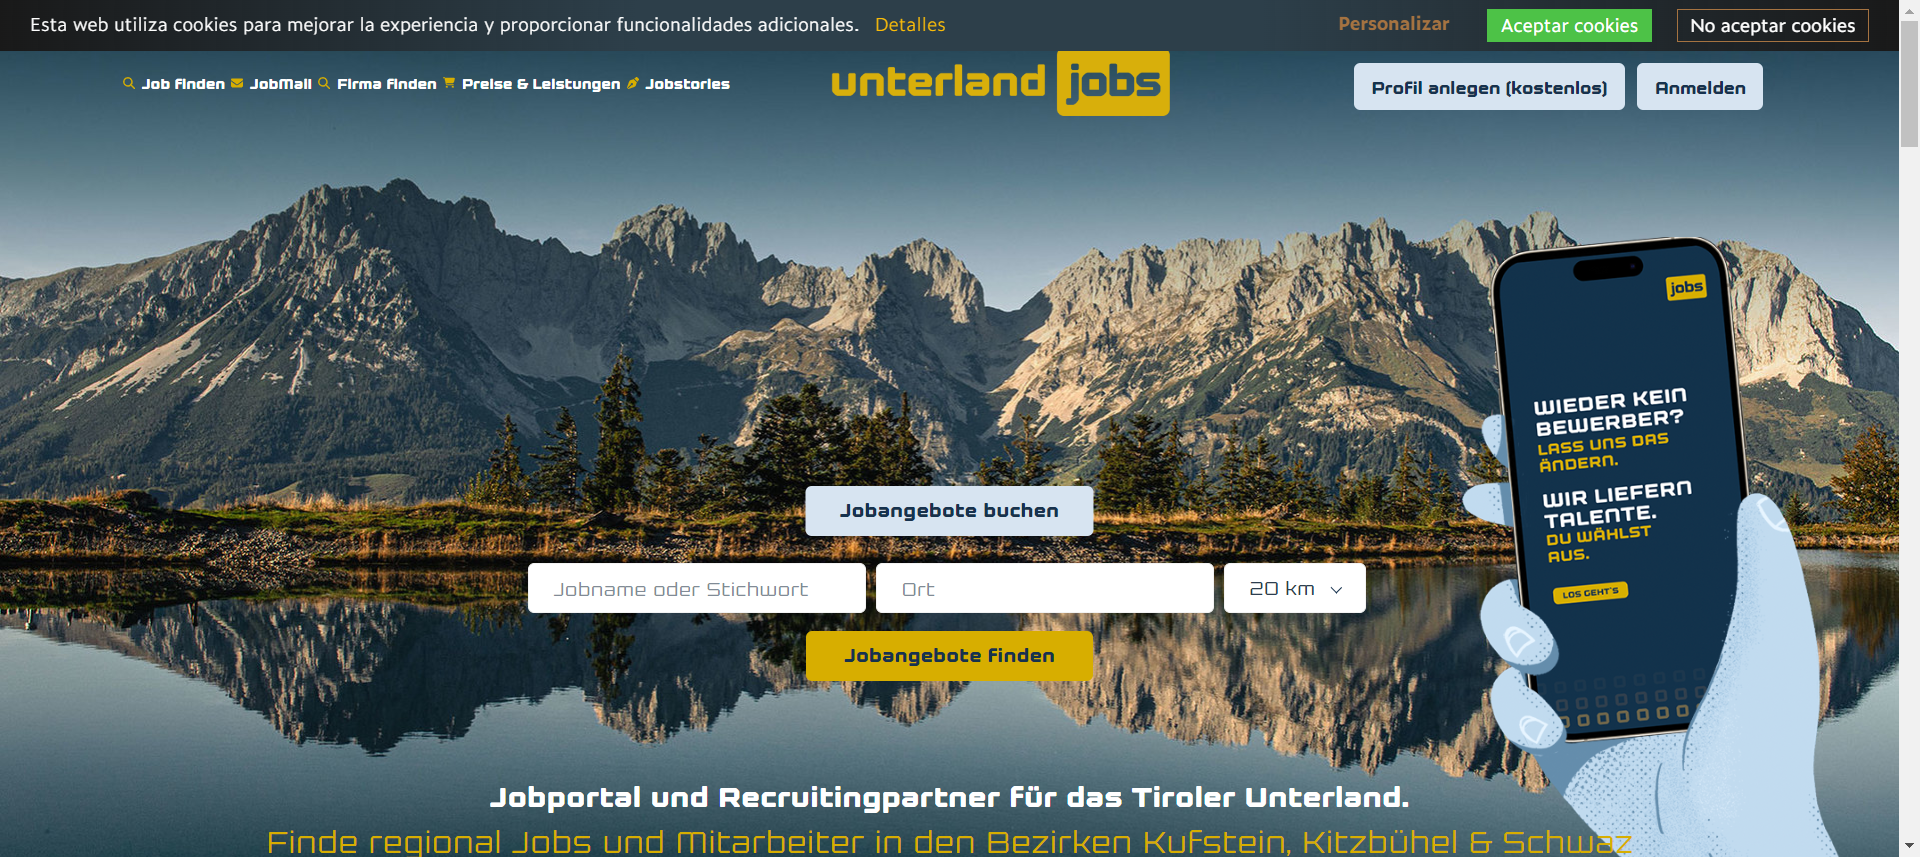 Esta web utiliza cookies para mejorar la experiencia y proporcionar funcionalidades adicionales. Detalles
Personalizar
Aceptar cookies
No aceptar cookies
Job finden
JobMail
Firma finden
Preise & Leistungen
Jobstories
unterland jobs
Profil anlegen (kostenlos)
Anmelden
jobs
WIEDER KEIN
BEWERBER?
LASS UNS DAS
ÄNDERN.
WIR LIEFERN
TALENTE.
DU WÄHLST
AUS.
LOS GEHT'S
Jobangebote buchen
Jobname oder Stichwort
Ort
20 km
Jobangebote finden
Jobportal und Recruitingpartner für das Tiroler Unterland.
Finde regional Jobs und Mitarbeiter in den Bezirken Kufstein, Kitzbühel & Schwaz